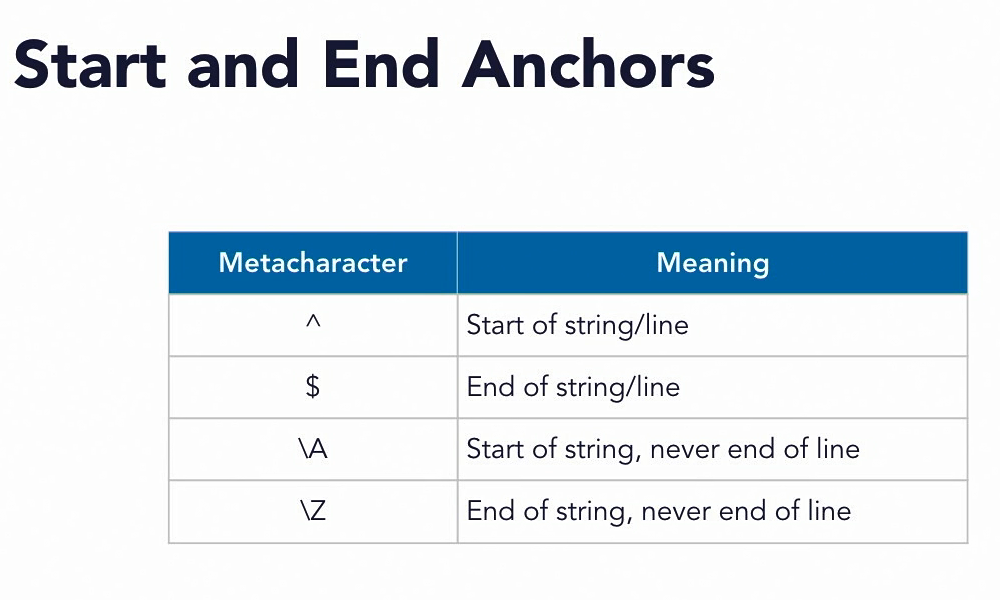 Start and End Anchors
Metacharacter Meaning
^ Start of string/line
$ End of string/line
\A Start of string, never end of line
\Z End of string, never end of line